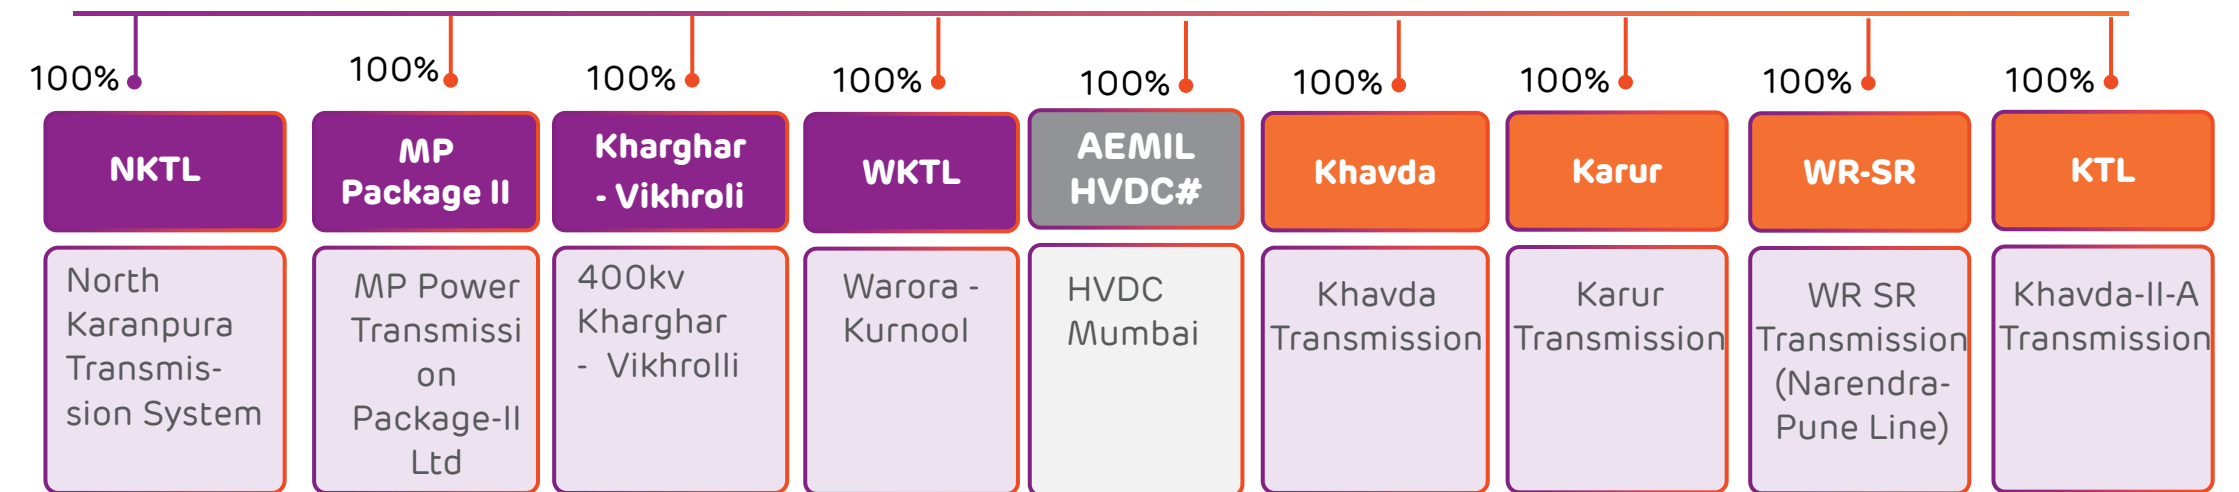 100%
100%
100%
100%
100%
100%
100%
100%
100%
NKTL
MP
Package II
Kharghar
- Vikhroli
WKTL
AEMIL
HVDC#
Khavda
Karur
WR-SR
KTL
North
Karanpura
Transmis-
sion System
MP Power
Transmissi
on
Package-II
Ltd
400kv
Kharghar
- Vikhrolli
Warora -
Kurnool
HVDC
Mumbai
Khavda
Transmission
Karur
Transmission
WR SR
Transmission
(Narendra-
Pune Line)
Khavda-II-A
Transmission